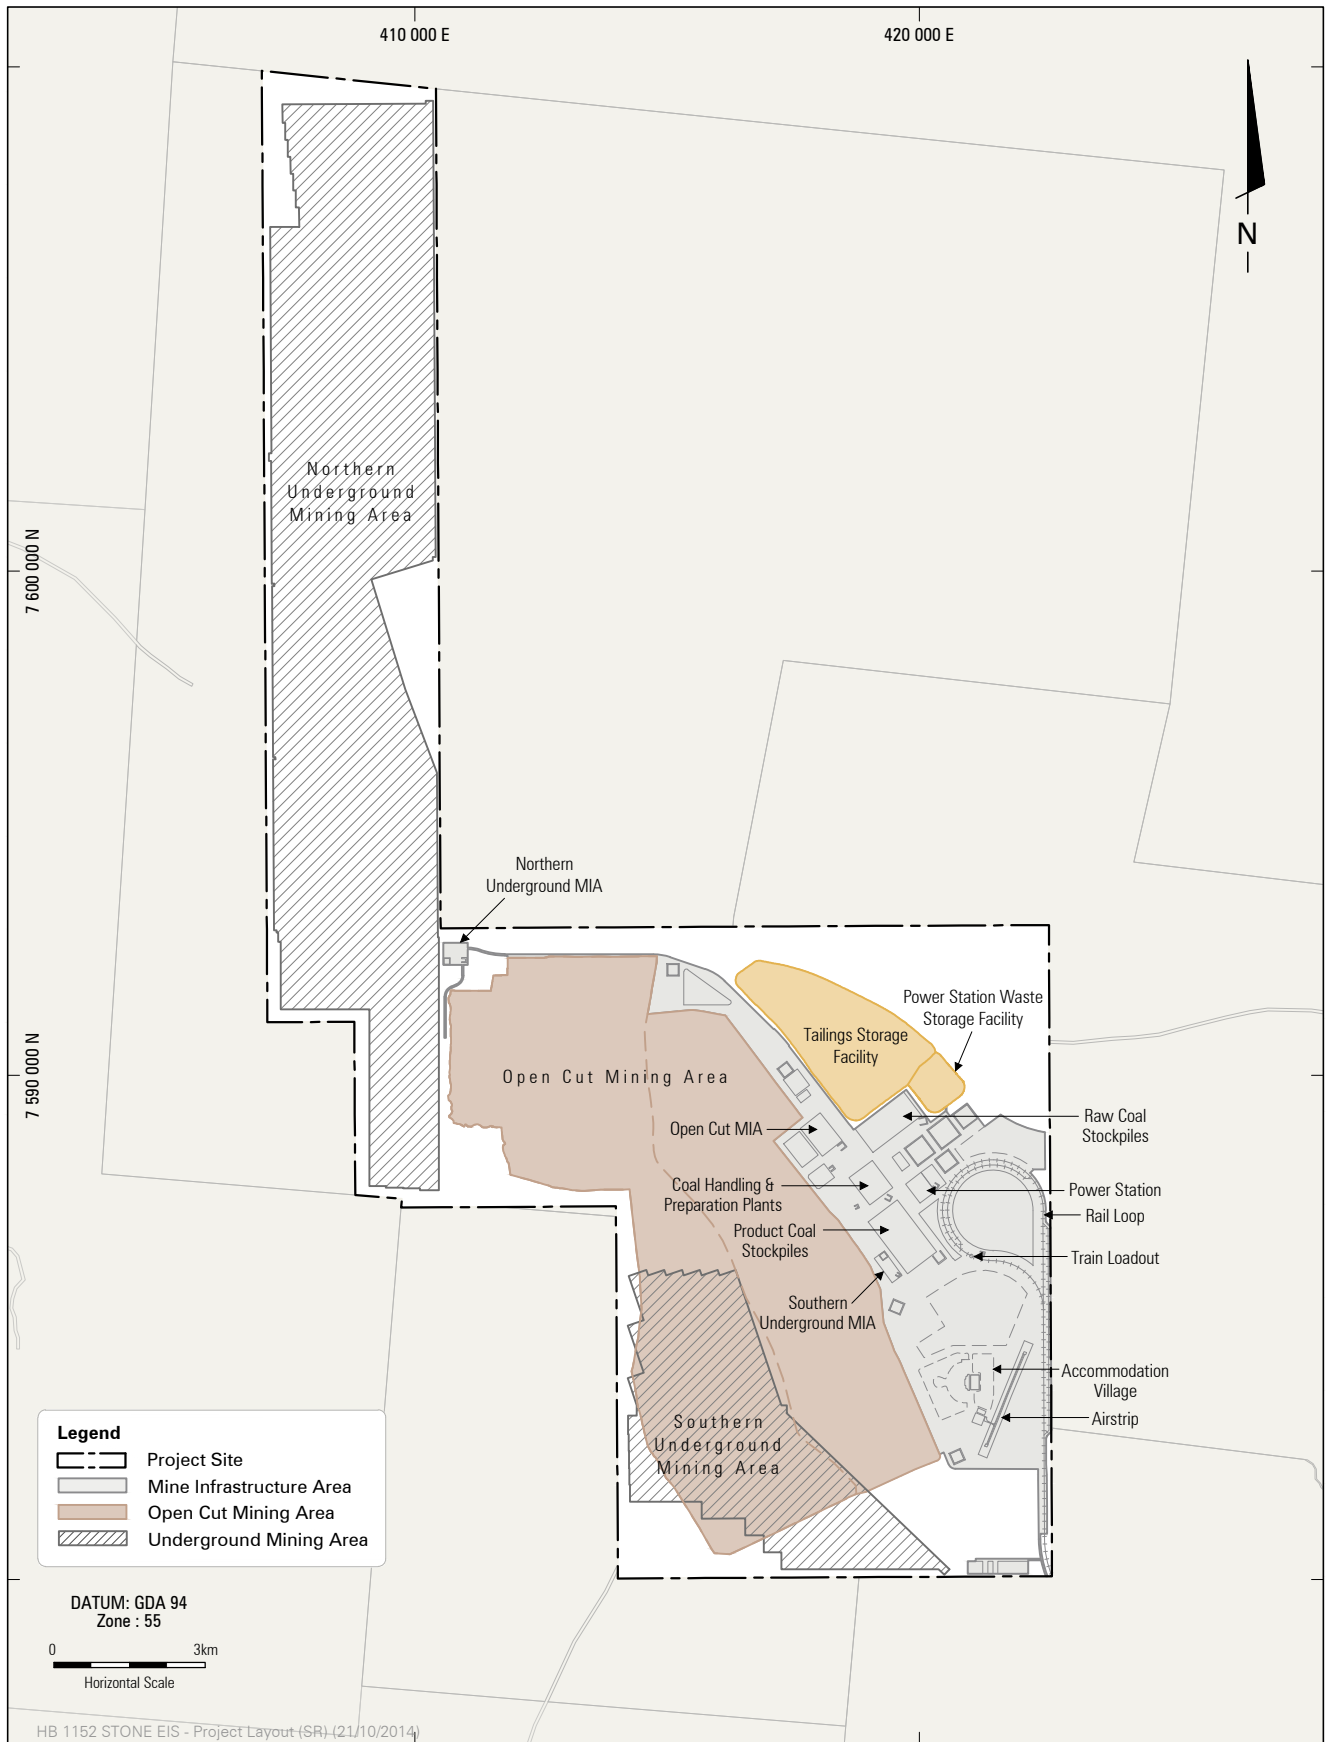 410 000 E
420 000 E
N
Northern
Underground
Mining Area
7 600 000 N
Northern
Underground MIA
Power Station Waste
Storage Facility
Tailings Storage
Facility
7 590 000 N
Open Cut Mining Area
Raw Coal
Stockpiles
Open Cut MIA
Coal Handling &
Preparation Plants
Power Station
Rail Loop
Product Coal
Stockpiles
Train Loadout
Southern
Underground MIA
Accommodation
Village
Airstrip
Southern
Underground
Mining Area
Legend
Project Site
Mine Infrastructure Area
Open Cut Mining Area
Underground Mining Area
DATUM: GDA 94
Zone : 55
0 3km
Horizontal Scale
HB 1152 STONE EIS - Project Layout (SR) (21/10/2014)